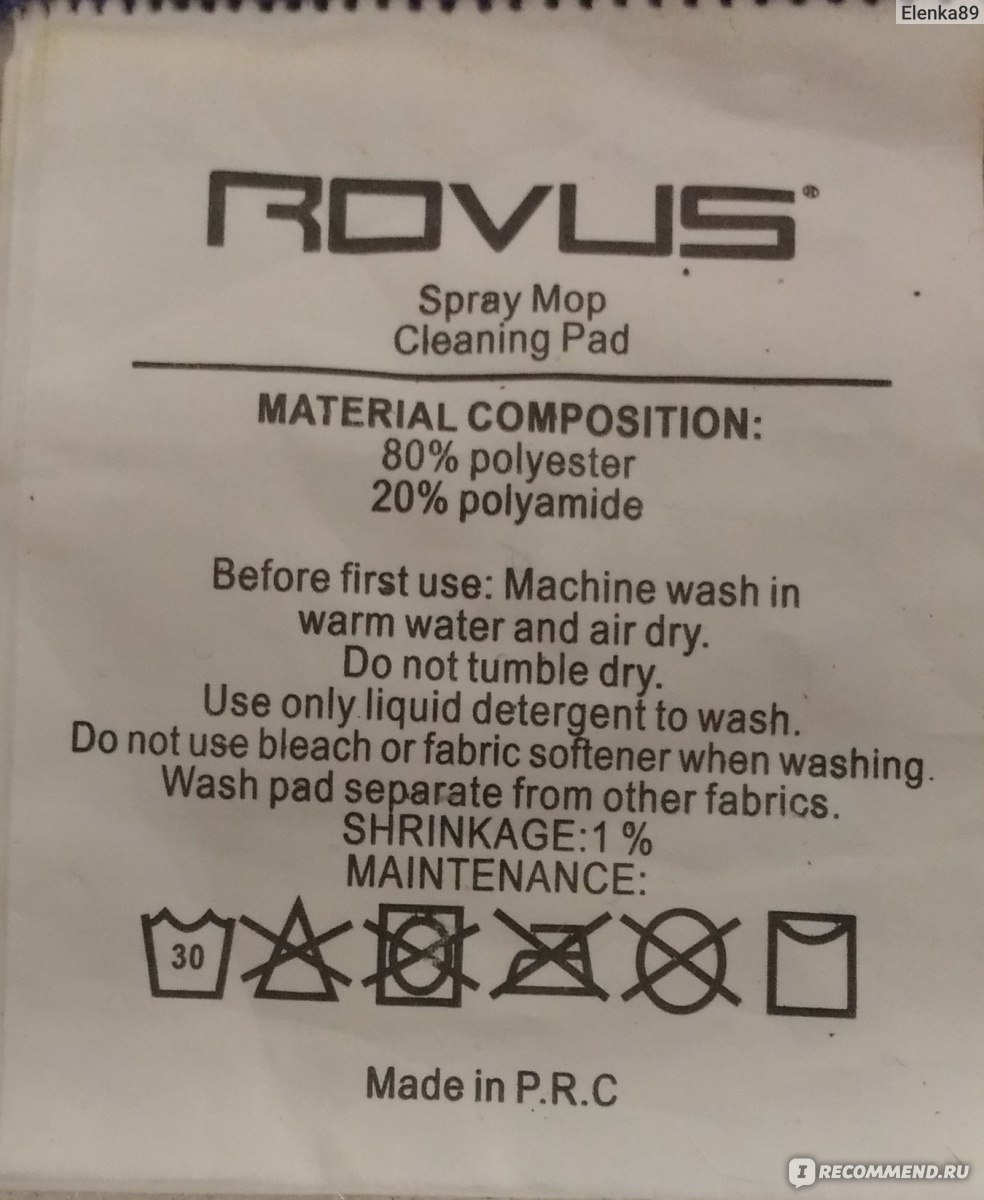 Elenka89
ROVUS®
Spray Mop
Cleaning Pad
MATERIAL COMPOSITION:
80% polyester
20% polyamide
Before first use: Machine wash in
warm water and air dry.
Do not tumble dry.
Use only liquid detergent to wash.
Do not use bleach or fabric softener when washing.
Wash pad separate from other fabrics.
SHRINKAGE:1 %
MAINTENANCE:
30
Made in P.R.C
IRECOMMEND.RU